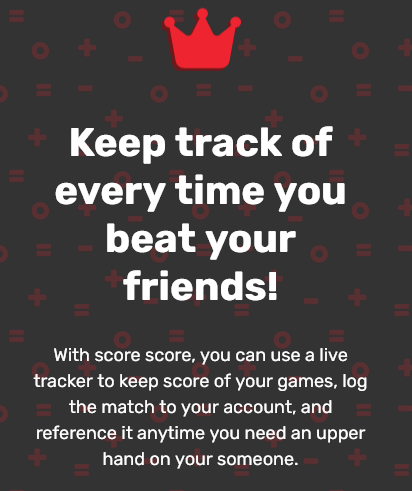 Keep track of
every time you
beat your
friends!
With score score, you can use a live
tracker to keep score of your games, log
the match to your account, and
reference it anytime you need an upper
hand on your someone.